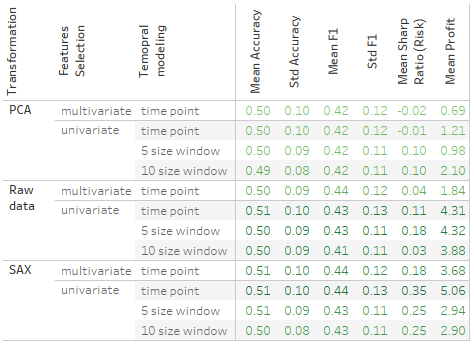 Transformation Features Selection Temopral modeling Mean Accuracy Std Accuracy Mean F1 Std F1 Mean Sharp Ratio (Risk) Mean Profit
PCA multivariate time point 0.50 0.10 0.42 0.12 -0.02 0.69
univariate time point 0.50 0.10 0.42 0.12 -0.01 1.21
5 size window 0.50 0.09 0.42 0.11 0.10 0.98
10 size window 0.49 0.08 0.42 0.11 0.10 2.10
Raw data multivariate time point 0.50 0.09 0.44 0.12 0.04 1.84
univariate time point 0.51 0.10 0.43 0.13 0.11 4.31
5 size window 0.50 0.09 0.43 0.11 0.18 4.32
10 size window 0.50 0.09 0.41 0.11 0.03 3.88
SAX multivariate time point 0.51 0.10 0.44 0.12 0.18 3.68
univariate time point 0.51 0.10 0.44 0.13 0.35 5.06
5 size window 0.51 0.09 0.43 0.11 0.25 2.94
10 size window 0.50 0.08 0.43 0.11 0.25 2.90